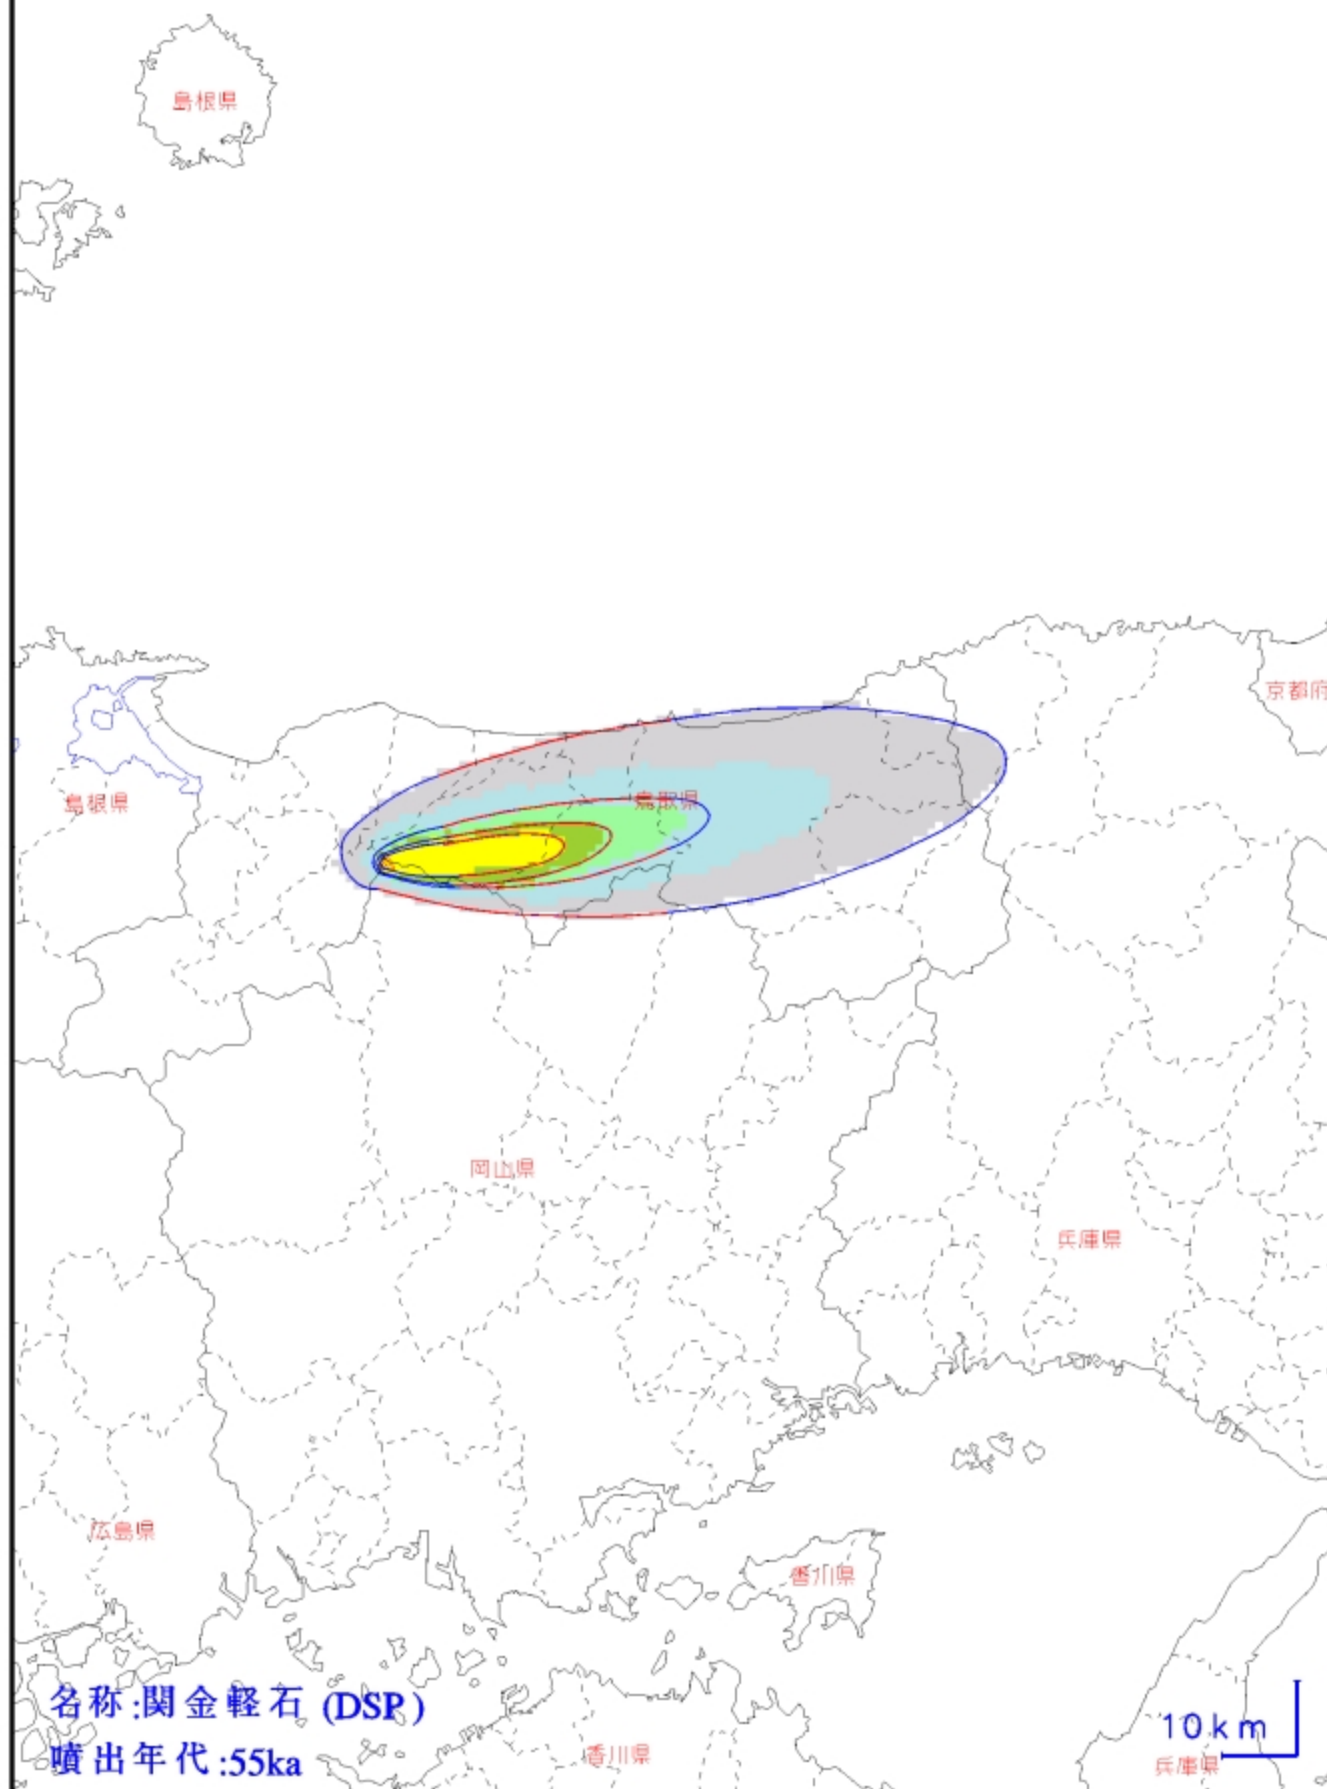 島根県
京都府
鳥取県
島根県
岡山県
兵庫県
広島県
香川県
名称:関金軽石 (DSP)
10km
噴出年代:55ka
香川県
兵庫県